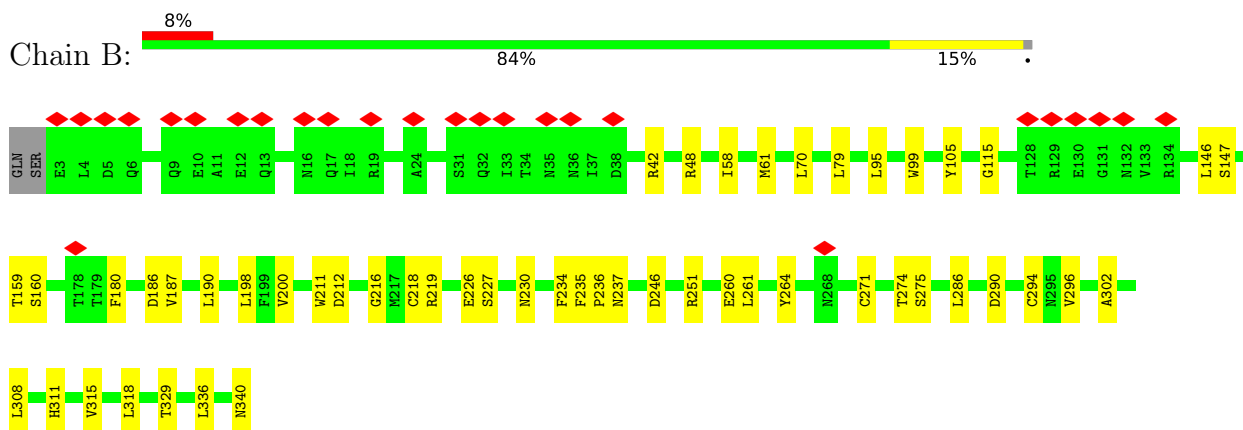 8%
Chain B:
84% 15% •
GLN SER E3 L4 D5 Q6 Q9 E10 A11 E12 Q13 N16 Q17 I18 R19 A24 S31 Q32 I33 T34 N35 N36 I37 D38 R42 R48 I58 M61 L70 L79 L95 W99 Y105 G115 T128 R129 E130 G131 N132 V133 R134 L146 S147
T159 S160 T178 T179 F180 D186 V187 L190 L198 F199 V200 W211 D212 G216 M217 C218 R219 E226 S227 N230 F234 F235 P236 N237 D246 R251 E260 L261 Y264 N268 C271 T274 S275 L286 D290 C294 N295 V296 A302
L308 H311 V315 L318 T329 L336 N340